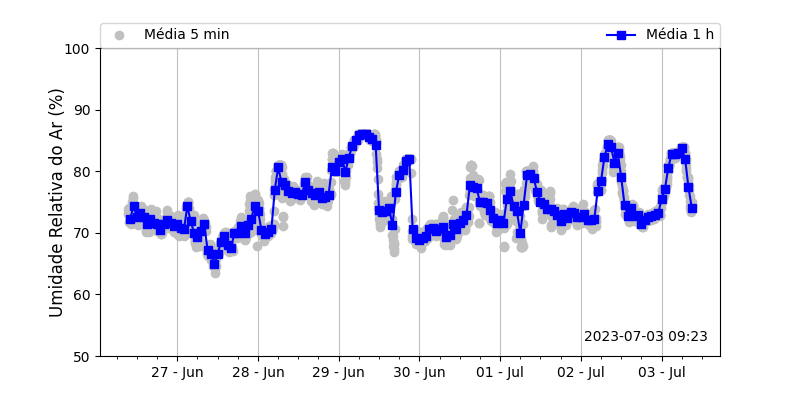 Média 5 min
Média 1 h
100
90
80
70
60
50
Umidade Relativa do Ar (%)
2023-07-03 09:23
27 - Jun
28 - Jun
29 - Jun
30 - Jun
01 - Jul
02 - Jul
03 - Jul